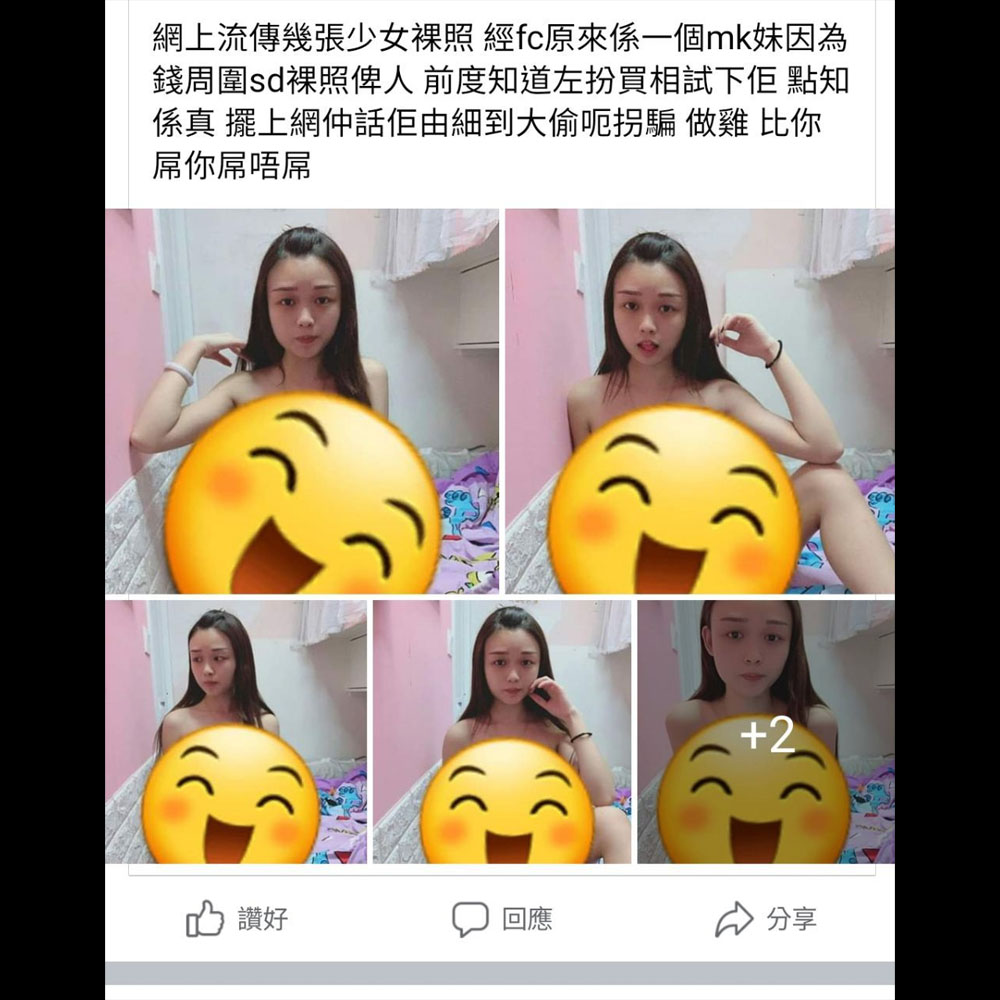 網上流傳幾張少女裸照 經fc原來係一個mk妹因為
錢周圍sd裸照俾人 前度知道左扮買相試下佢 點知
係真 擺上網仲話佢由細到大偷呃拐騙 做雞 比你
屌你屌唔屌
+2
讚好 回應 分享